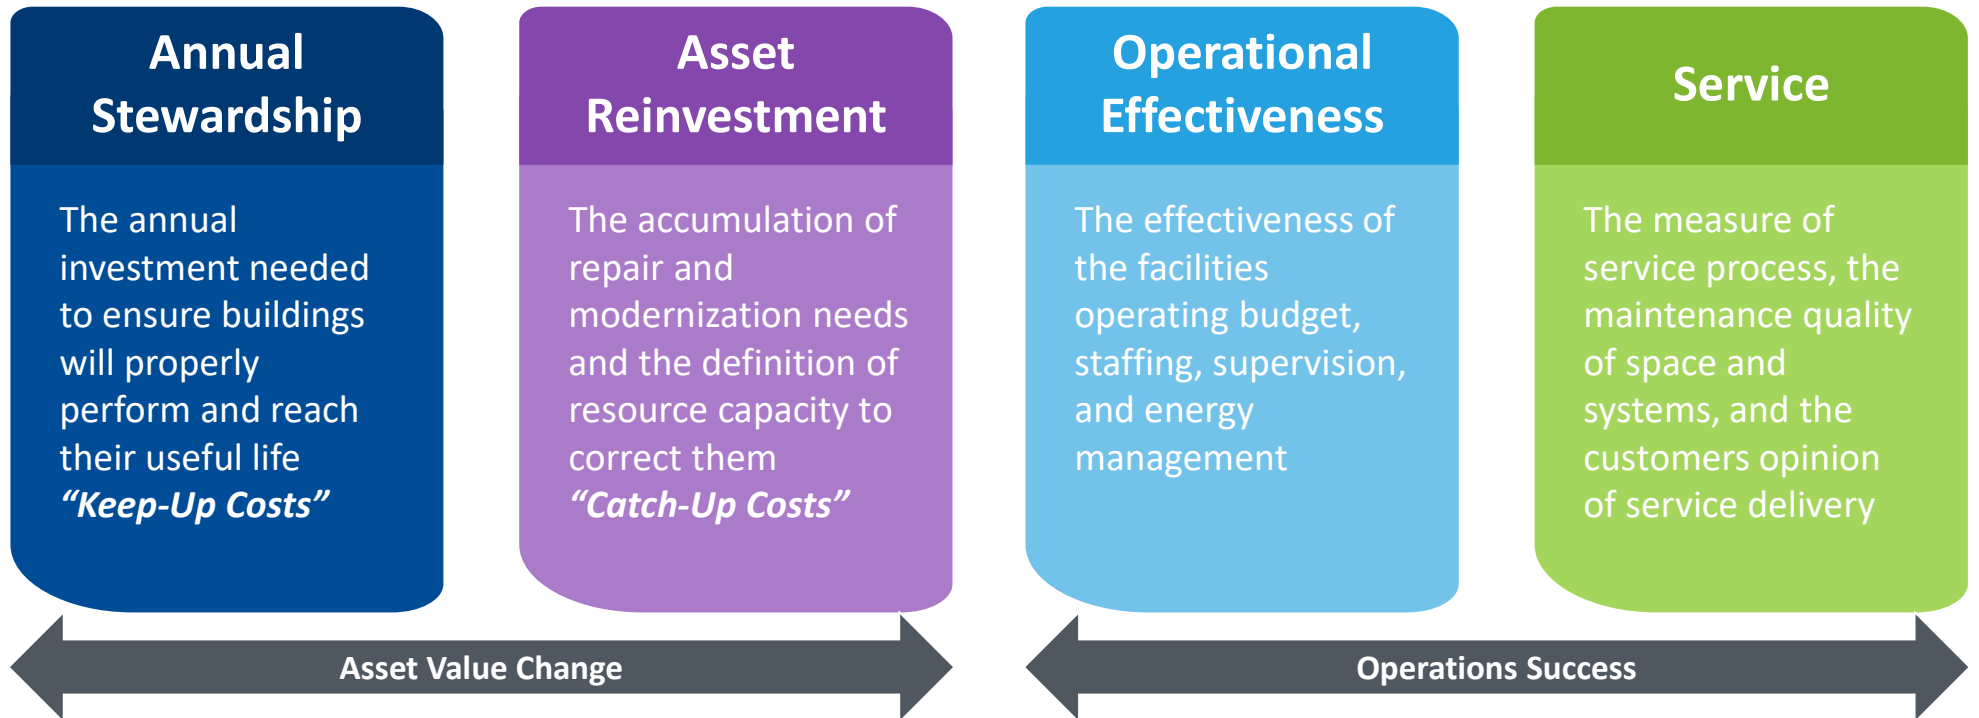 Annual
Stewardship
The annual
investment needed
to ensure buildings
will properly
perform and reach
their useful life
“Keep-Up Costs”
Asset
Reinvestment
The accumulation of
repair and
modernization needs
and the definition of
resource capacity to
correct them
“Catch-Up Costs”
Operational
Effectiveness
The effectiveness of
the facilities
operating budget,
staffing, supervision,
and energy
management
Service
The measure of
service process, the
maintenance quality
of space and
systems, and the
customers opinion
of service delivery
Asset Value Change
Operations Success